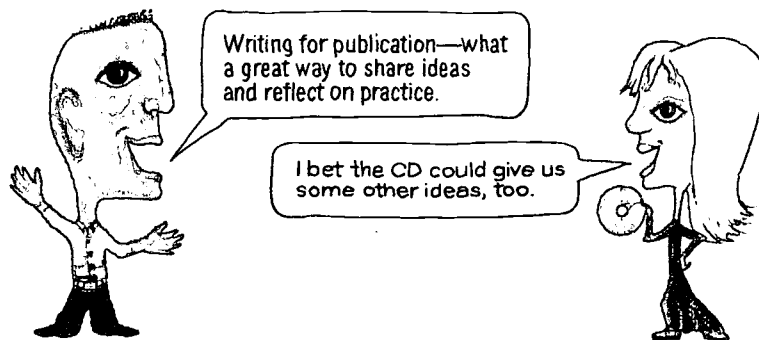 Writing for publication—what
a great way to share ideas
and reflect on practice.
I bet the CD could give us
some other ideas, too.